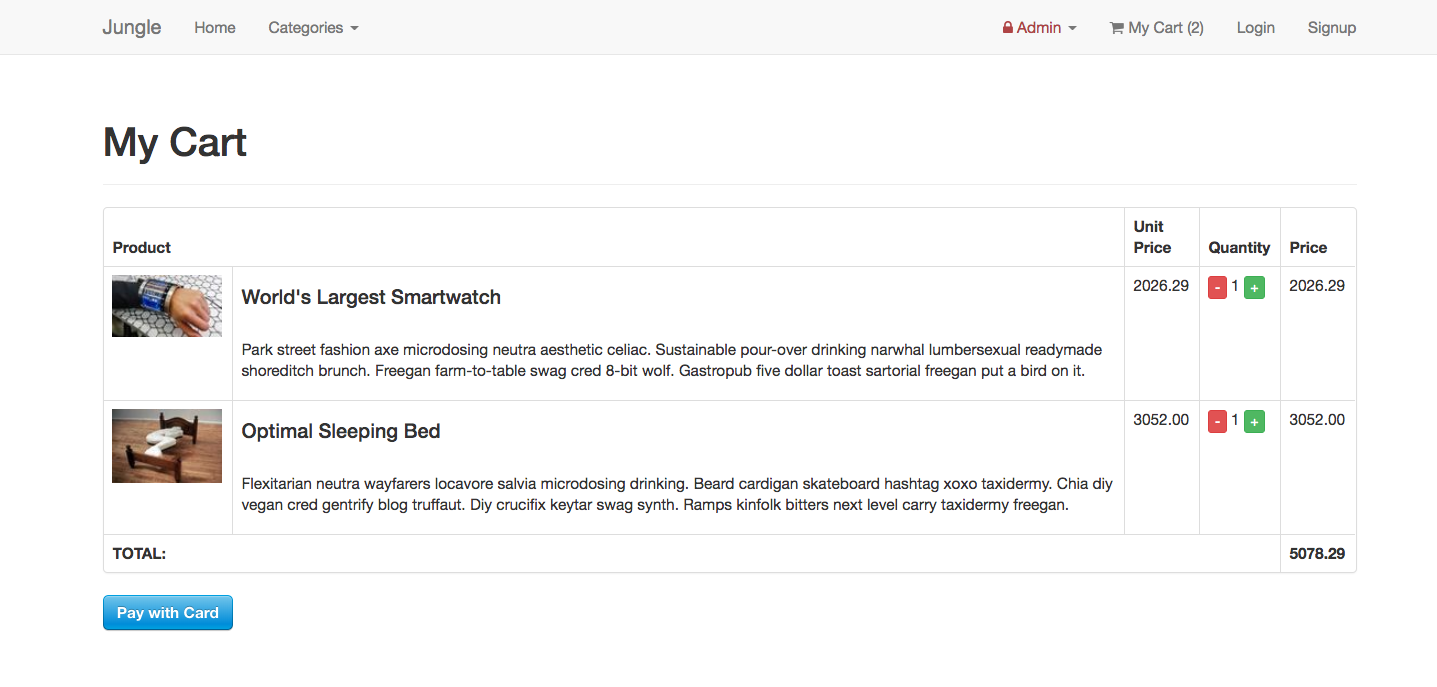 Jungle Home Categories Admin My Cart (2) Login Signup
My Cart
Product Unit Price Quantity Price
World's Largest Smartwatch 2026.29 - 1 + 2026.29
Park street fashion axe microdosing neutra aesthetic celiac. Sustainable pour-over drinking narwhal lumbersexual readymade
shoreditch brunch. Freegan farm-to-table swag cred 8-bit wolf. Gastropub five dollar toast sartorial freegan put a bird on it.
Optimal Sleeping Bed 3052.00 - 1 + 3052.00
Flexitarian neutra wayfarers locavore salvia microdosing drinking. Beard cardigan skateboard hashtag xoxo taxidermy. Chia diy
vegan cred gentrify blog truffaut. Diy crucifix keytar swag synth. Ramps kinfolk bitters next level carry taxidermy freegan.
TOTAL: 5078.29
Pay with Card